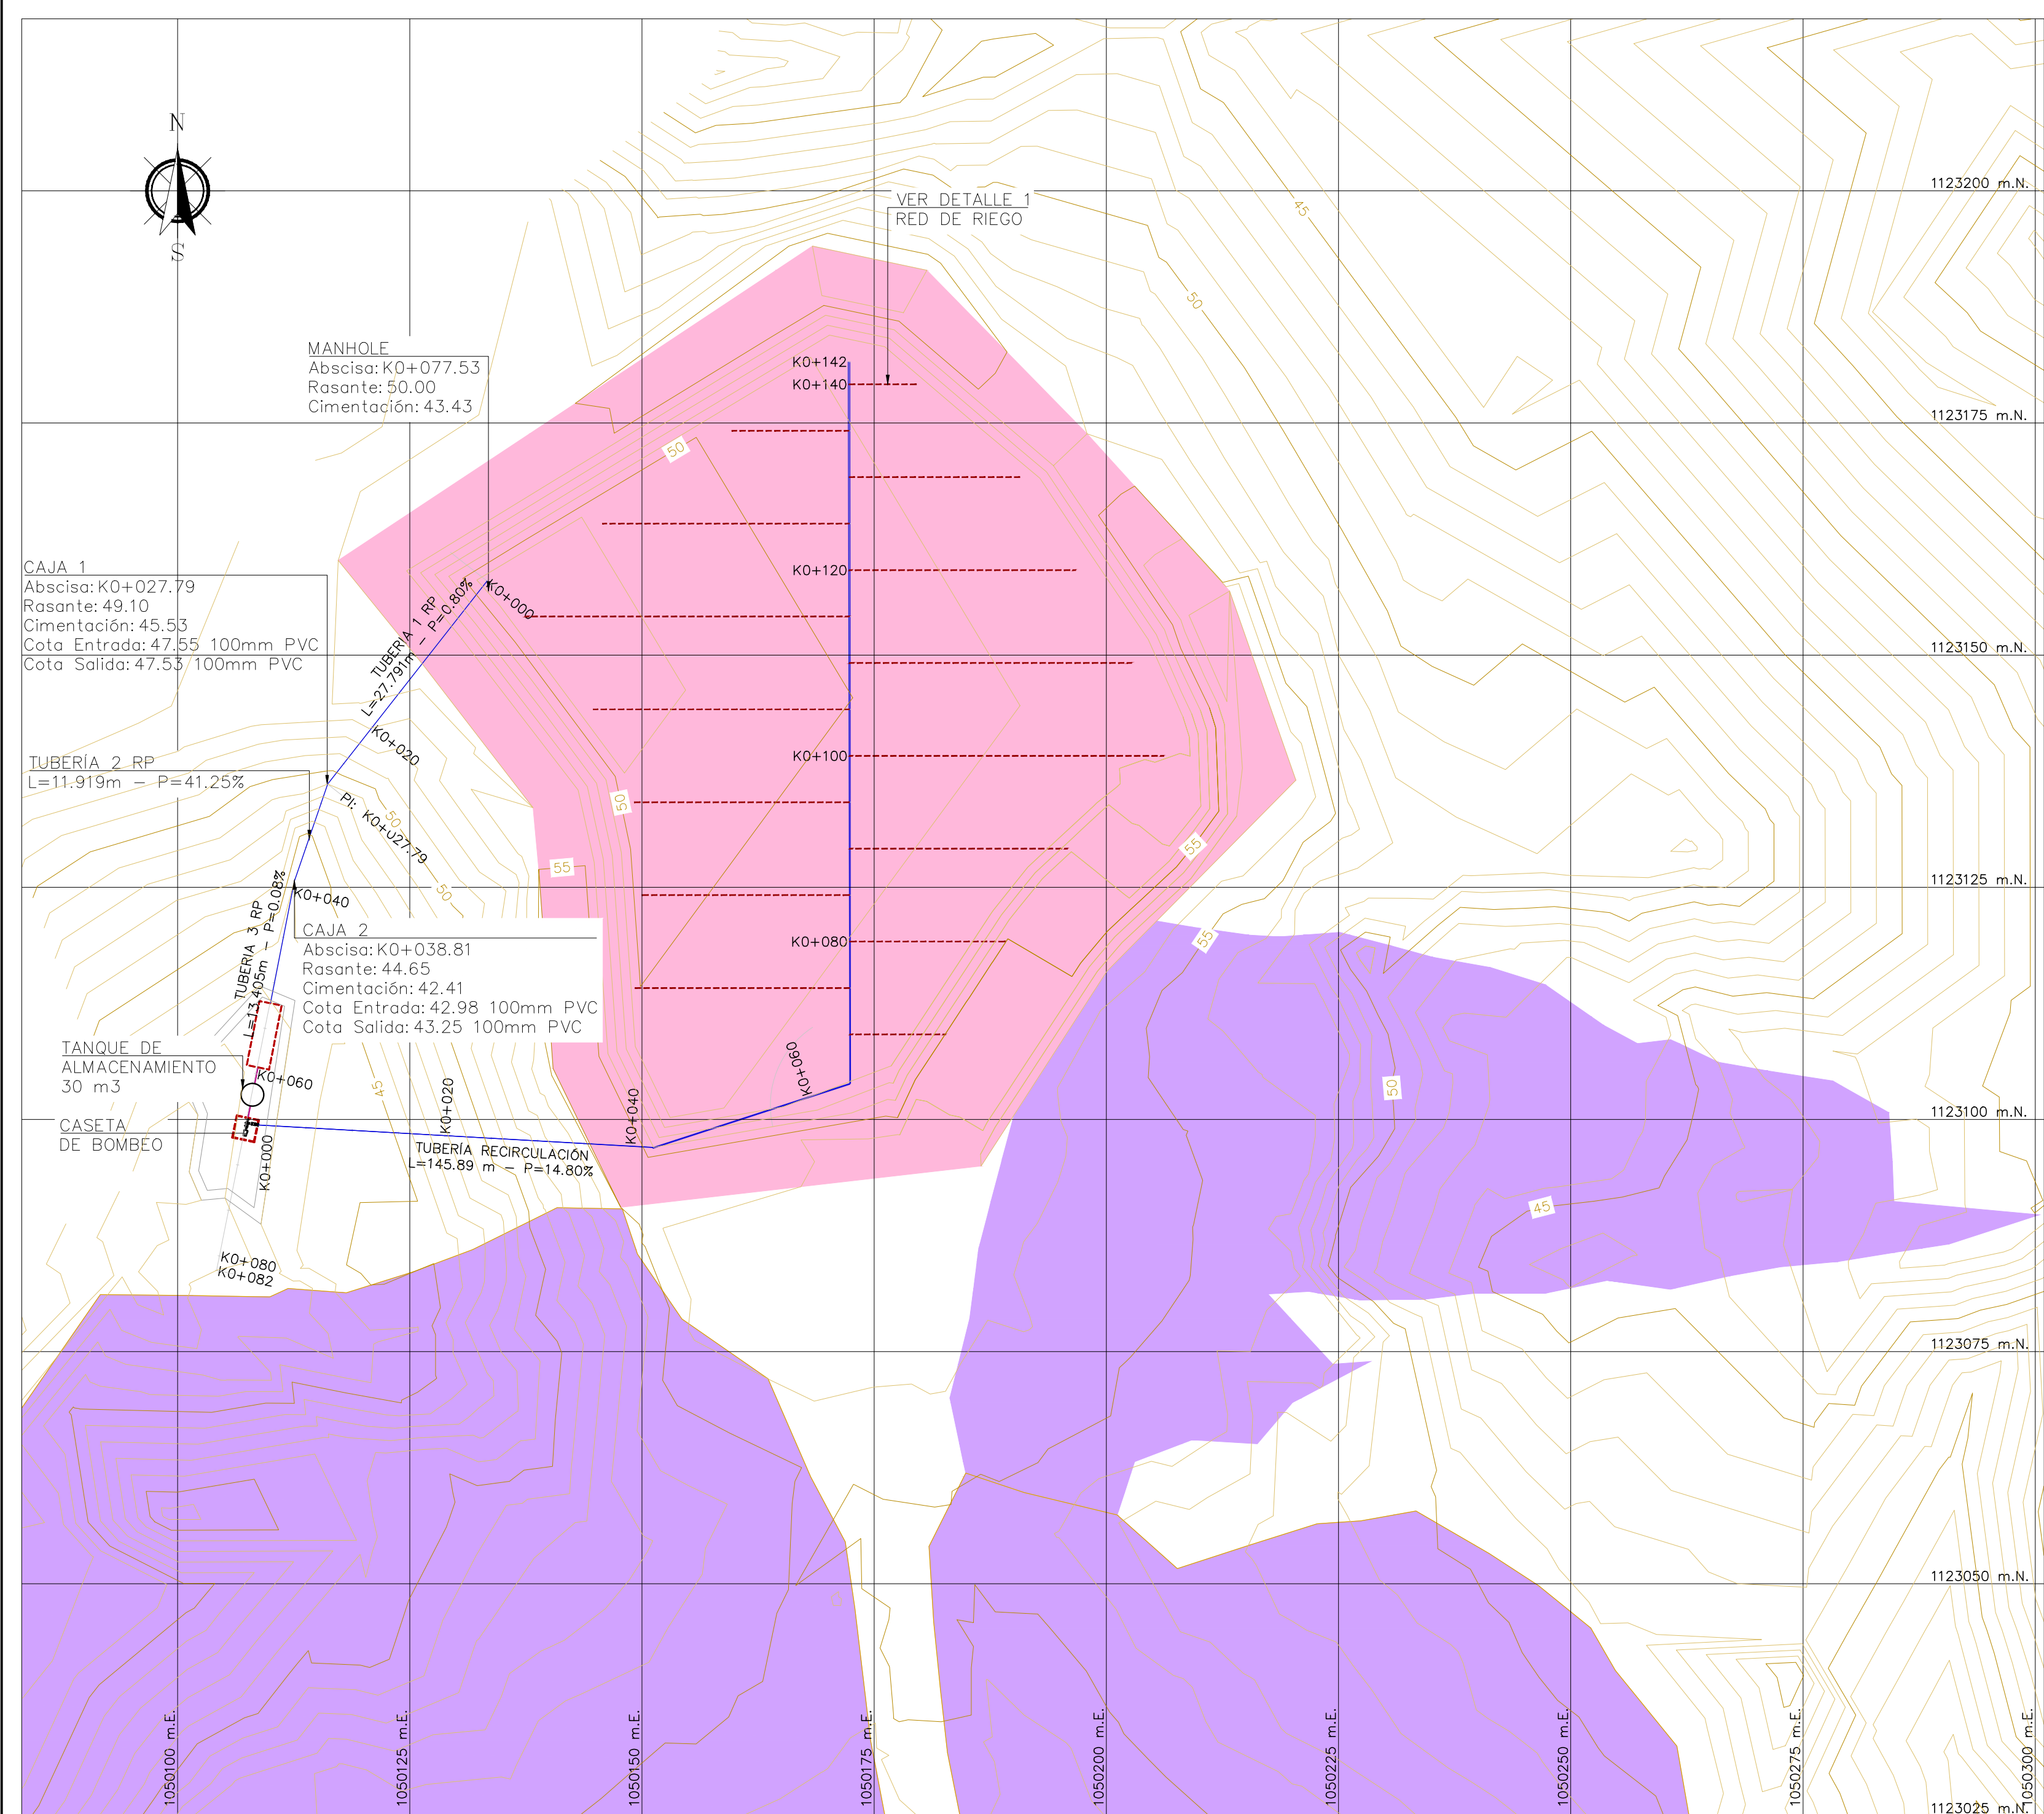 N
S
1123200 m.N.
VER DETALLE 1
RED DE RIEGO
45
50
MANHOLE
Abscisa: K0+077.53
Rasante: 50.00
Cimentación: 43.43
K0+142
K0+140
1123175 m.N.
50
CAJA 1
Abscisa: K0+027.79
Rasante: 49.10
Cimentación: 45.53
Cota Entrada: 47.55 100mm PVC
Cota Salida: 47.53 100mm PVC
K0+000
TUBERIA 1 RP
L=27.791m - P=0.80%
K0+120
1123150 m.N.
K0+020
K0+100
TUBERÍA 2 RP
L=11.919m - P=41.25%
PI: K0+027.79
50
50
55
55
50
1123125 m.N.
K0+040
TUBERIA 3 RP
L=13.405m - P=0.08%
CAJA 2
Abscisa: K0+038.81
Rasante: 44.65
Cimentación: 42.41
Cota Entrada: 42.98 100mm PVC
Cota Salida: 43.25 100mm PVC
K0+080
55
TANQUE DE
ALMACENAMIENTO
30 m3
K0+060
45
K0+020
K0+040
K0+060
50
1123100 m.N.
CASETA
DE BOMBEO
K0+000
TUBERÍA RECIRCULACIÓN
L=145.89 m - P=14.80%
45
K0+080
K0+082
1123075 m.N.
1123050 m.N.
1050100 m.E.
1050125 m.E.
1050150 m.E.
1050175 m.E.
1050200 m.E.
1050225 m.E.
1050250 m.E.
1050275 m.E.
1050300 m.E.
1123025 m.N.